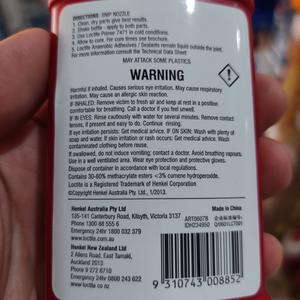 DIRECTIONS: SNIP NOZZLE
1. Clean, dry parts give best results.
2. Shake bottle - apply to both parts.
3. Use Loctite Primer 7471 in cold conditions.
4. Allow to cure. For cure times see brochure.
5. Loctite Anaerobic Adhesives / Sealants remain liquid outside the joint.
For more information consult the Technical Data Sheet
MAY ATTACK SOME PLASTICS
WARNING
Harmful if inhaled. Causes serious eye irritation. May cause respiratory
irritation. May cause an allergic skin reaction.
IF INHALED: Remove victim to fresh air and keep at rest in a position
comfortable for breathing. Call a doctor if you feel unwell.
IF IN EYES: Rinse cautiously with water for several minutes. Remove contact
lenses, if present and easy to do. Continue rinsing.
If eye irritation persists: Get medical advice. IF ON SKIN: Wash with plenty of
soap and water. If skin irritation or rash occurs: Get medical advice. Wash
contaminated clothing before reuse.
If swallowed, do not induce vomiting; contact a doctor. Avoid breathing vapours.
Use in a well ventilated area. Wear eye protection and protective gloves.
Dispose of container in accordance with local regulations.
Contains 30-60% methacrylate esters <3% cumene hydroperoxide.
Loctite is a Registered Trademark of Henkel Corporation
©Copyright Henkel Australia Pty Ltd., 1/2013.
Henkel Australia Pty Ltd
135-141 Canterbury Road, Kilsyth, Victoria 3137
Phone 1300 88 555 6
Emergency 24hr 1800 032 379
www.loctite.com.au
Henkel New Zealand Ltd
2 Allens Road, East Tamaki,
Auckland 2013
Phone 9 272 6710
Emergency 24hr 0800 243 622
www.loctite.co.nz
Made in China
ART06078
IDH234950
Q/0601LCT001
9 310743 008852